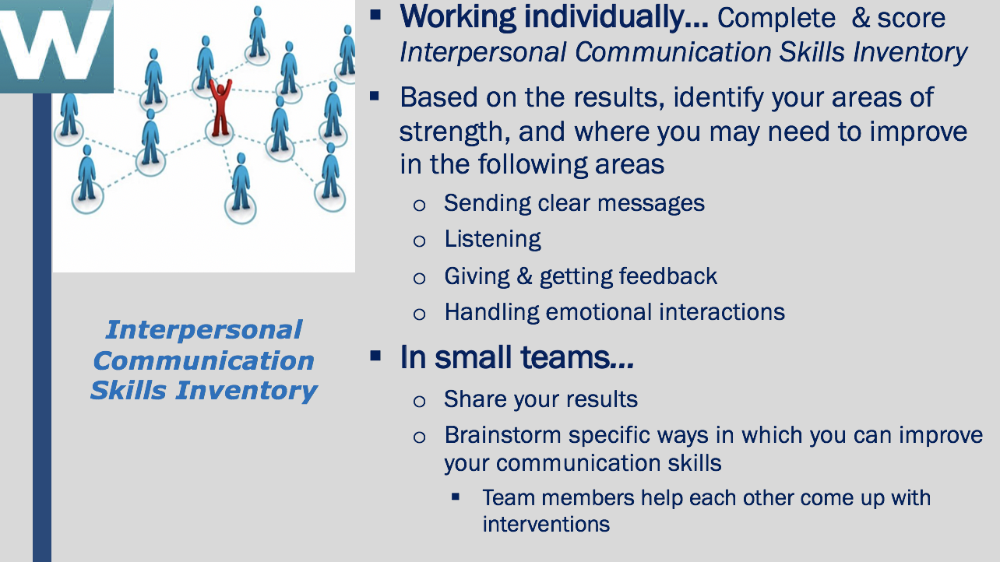 W
▪ Working individually... Complete & score
Interpersonal Communication Skills Inventory
▪ Based on the results, identify your areas of
strength, and where you may need to improve
in the following areas
o Sending clear messages
o Listening
o Giving & getting feedback
o Handling emotional interactions
▪ In small teams...
o Share your results
o Brainstorm specific ways in which you can improve
your communication skills
▪ Team members help each other come up with
interventions
Interpersonal
Communication
Skills Inventory